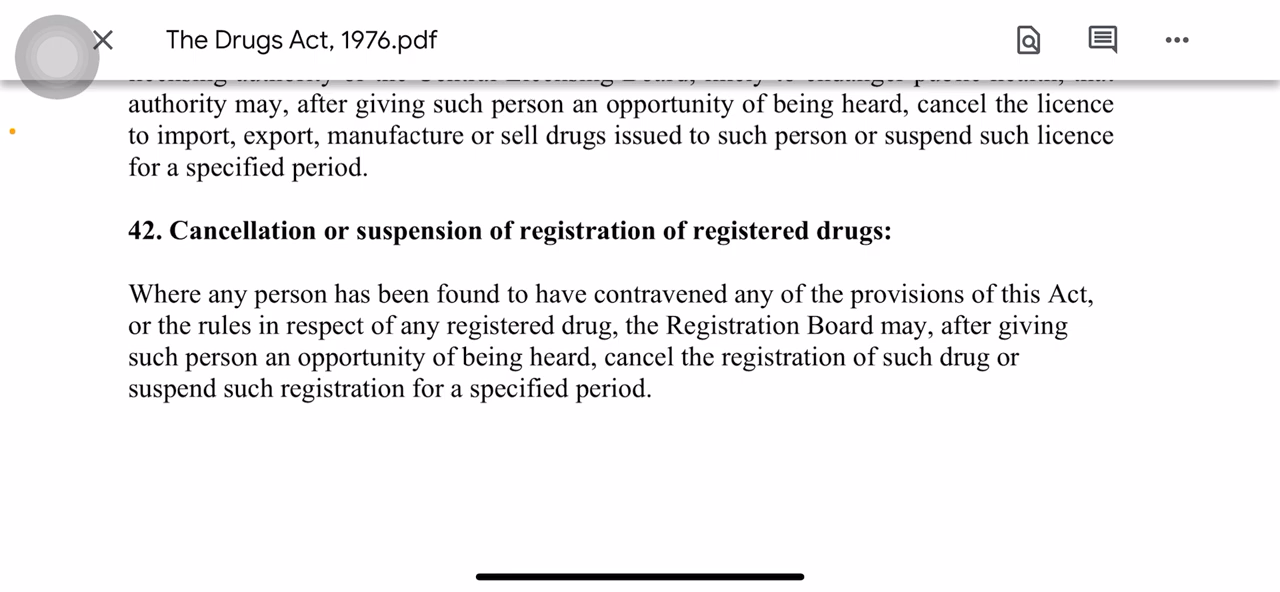 The Drugs Act, 1976.pdf
authority may, after giving such person an opportunity of being heard, cancel the licence
to import, export, manufacture or sell drugs issued to such person or suspend such licence
for a specified period.
42. Cancellation or suspension of registration of registered drugs:
Where any person has been found to have contravened any of the provisions of this Act,
or the rules in respect of any registered drug, the Registration Board may, after giving
such person an opportunity of being heard, cancel the registration of such drug or
suspend such registration for a specified period.